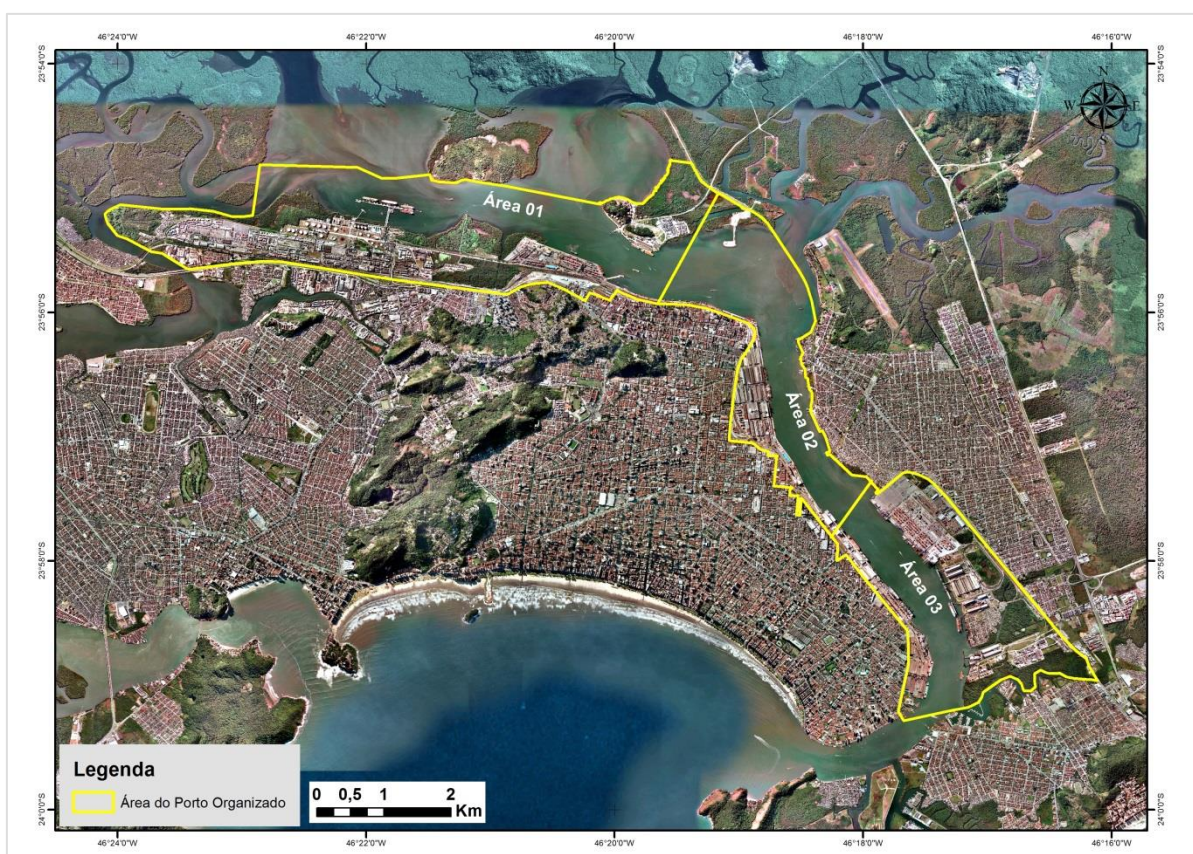 46°24'0"W 46°22'0"W 46°20'0"W 46°18'0"W 46°16'0"W
23°54'0"S 23°54'0"S
N
W E
S
Área 01
23°56'0"S 23°56'0"S
Área 02
23°58'0"S 23°58'0"S
Área 03
Legenda
Área do Porto Organizado
0 0,5 1 2
Km
24°0'0"S 24°0'0"S
46°24'0"W 46°22'0"W 46°20'0"W 46°18'0"W 46°16'0"W